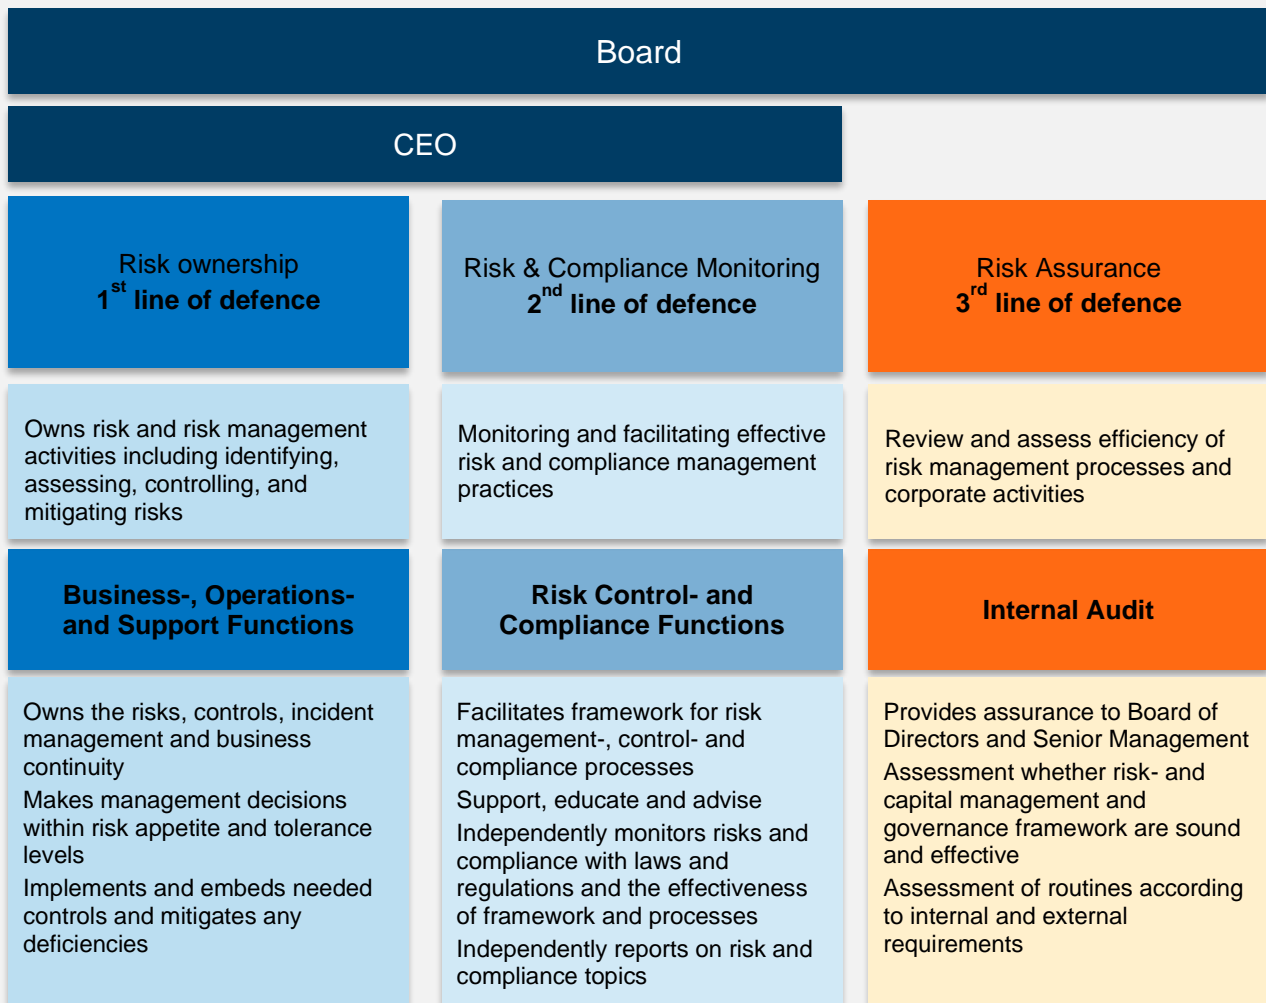 Board
CEO
Risk ownership
1st line of defence
Risk & Compliance Monitoring
2nd line of defence
Risk Assurance
3rd line of defence
Owns risk and risk management
activities including identifying,
assessing, controlling, and
mitigating risks
Monitoring and facilitating effective
risk and compliance management
practices
Review and assess efficiency of
risk management processes and
corporate activities
Business-, Operations-
and Support Functions
Risk Control- and
Compliance Functions
Internal Audit
Owns the risks, controls, incident
management and business
continuity
Makes management decisions
within risk appetite and tolerance
levels
Implements and embeds needed
controls and mitigates any
deficiencies
Facilitates framework for risk
management-, control- and
compliance processes
Support, educate and advise
Independently monitors risks and
compliance with laws and
regulations and the effectiveness
of framework and processes
Independently reports on risk and
compliance topics
Provides assurance to Board of
Directors and Senior Management
Assessment whether risk- and
capital management and
governance framework are sound
and effective
Assessment of routines according
to internal and external
requirements